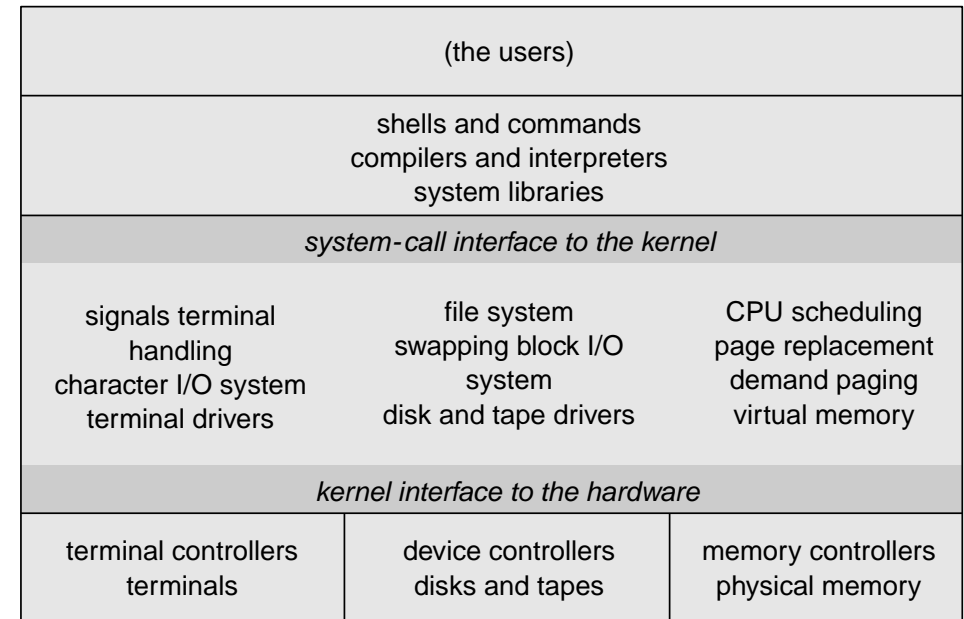 (the users)
shells and commands
compilers and interpreters
system libraries
system-call interface to the kernel
signals terminal
handling
character I/O system
terminal drivers
file system
swapping block I/O
system
disk and tape drivers
CPU scheduling
page replacement
demand paging
virtual memory
kernel interface to the hardware
terminal controllers
terminals
device controllers
disks and tapes
memory controllers
physical memory